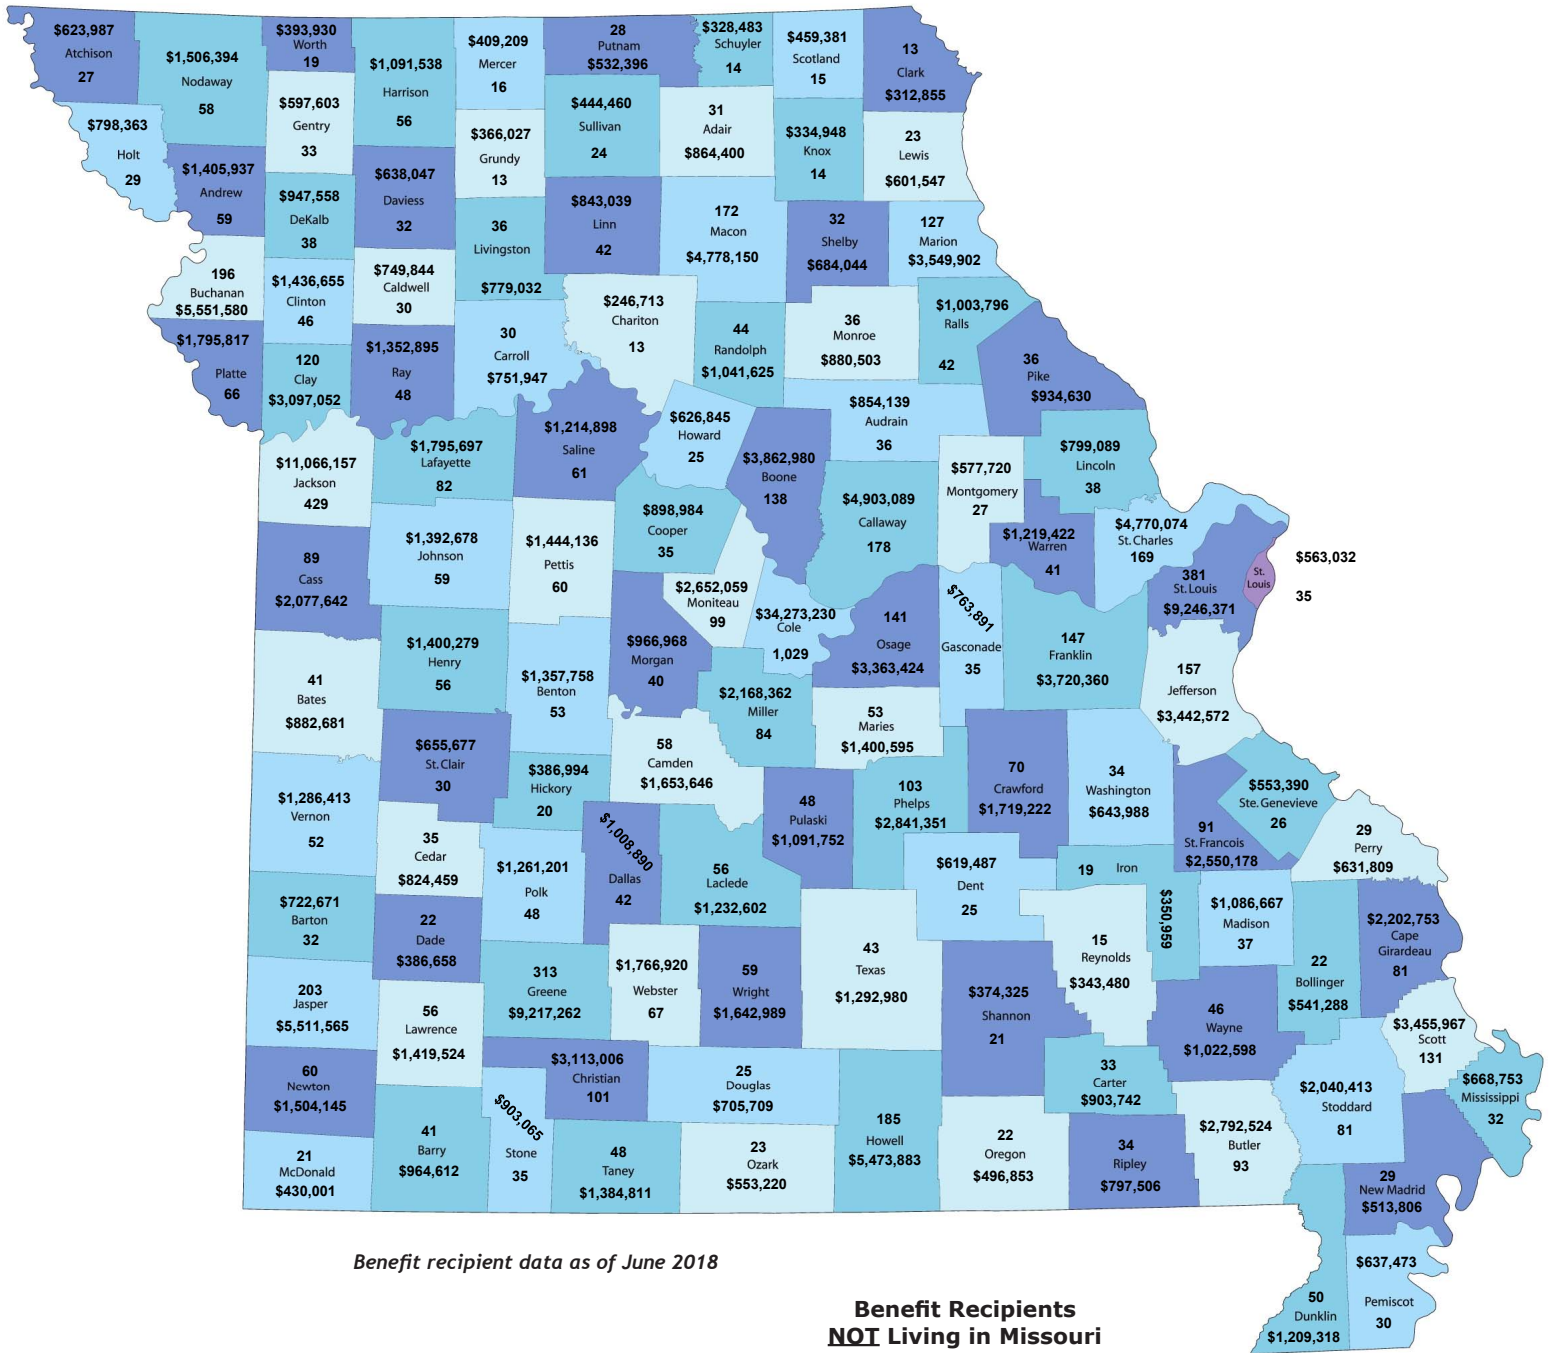 $623,987
Atchison
27
$1,506,394
Nodaway
58
$393,930
Worth
19
$1,091,538
Harrison
56
$409,209
Mercer
16
28
Putnam
$532,396
$328,483
Schuyler
14
$459,381
Scotland
15
13
Clark
$312,855
$798,363
Holt
29
$597,603
Gentry
33
$366,027
Grundy
13
$444,460
Sullivan
24
31
Adair
$864,400
$334,948
Knox
14
23
Lewis
$601,547
$1,405,937
Andrew
59
$947,558
DeKalb
38
$638,047
Daviess
32
36
Livingston
$779,032
$843,039
Linn
42
172
Macon
$4,778,150
32
Shelby
$684,044
127
Marion
$3,549,902
196
Buchanan
$5,551,580
$1,436,655
Clinton
46
$749,844
Caldwell
30
$246,713
Chariton
13
44
Randolph
$1,041,625
36
Monroe
$880,503
$1,003,796
Ralls
42
$1,795,817
Platte
66
120
Clay
$3,097,052
$1,352,895
Ray
48
30
Carroll
$751,947
36
Pike
$934,630
$854,139
Audrain
36
$626,845
Howard
25
$1,214,898
Saline
61
$1,795,697
Lafayette
82
$11,066,157
Jackson
429
$3,862,980
Boone
138
$4,903,089
Callaway
178
$577,720
Montgomery
27
$799,089
Lincoln
38
$1,219,422
Warren
41
$4,770,074
St. Charles
169
381
St. Louis
$9,246,371
St.
Louis
$563,032
35
89
Cass
$2,077,642
$1,392,678
Johnson
59
$1,444,136
Pettis
60
$898,984
Cooper
35
$2,652,059
Moniteau
99
$34,273,230
Cole
1,029
141
Osage
$3,363,424
$763,891
Gasconade
35
147
Franklin
$3,720,360
157
Jefferson
$3,442,572
41
Bates
$882,681
$1,400,279
Henry
56
$1,357,758
Benton
53
$966,968
Morgan
40
$2,168,362
Miller
84
53
Maries
$1,400,595
58
Camden
$1,653,646
$655,677
St. Clair
30
$386,994
Hickory
20
$1,286,413
Vernon
52
35
Cedar
$824,459
$1,261,201
Polk
48
$1,008,890
Dallas
42
56
Laclede
$1,232,602
48
Pulaski
$1,091,752
103
Phelps
$2,841,351
70
Crawford
$1,719,222
34
Washington
$643,988
91
St. Francois
$2,550,178
$553,390
Ste. Genevieve
26
29
Perry
$631,809
$619,487
Dent
25
19 Iron
$350,959
$1,086,667
Madison
37
22
Bollinger
$541,288
$2,202,753
Cape
Girardeau
81
$722,671
Barton
32
22
Dade
$386,658
203
Jasper
$5,511,565
313
Greene
$9,217,262
$1,766,920
Webster
67
59
Wright
$1,642,989
43
Texas
$1,292,980
$374,325
Shannon
21
15
Reynolds
$343,480
46
Wayne
$1,022,598
$3,455,967
Scott
131
$668,753
Mississippi
32
56
Lawrence
$1,419,524
60
Newton
$1,504,145
$3,113,006
Christian
101
25
Douglas
$705,709
33
Carter
$903,742
$2,040,413
Stoddard
81
21
McDonald
$430,001
41
Barry
$964,612
$903,065
Stone
35
48
Taney
$1,384,811
23
Ozark
$553,220
185
Howell
$5,473,883
22
Oregon
$496,853
34
Ripley
$797,506
$2,792,524
Butler
93
29
New Madrid
$513,806
50
Dunklin
$1,209,318
$637,473
Pemiscot
30
Benefit recipient data as of June 2018
Benefit Recipients
NOT Living in Missouri